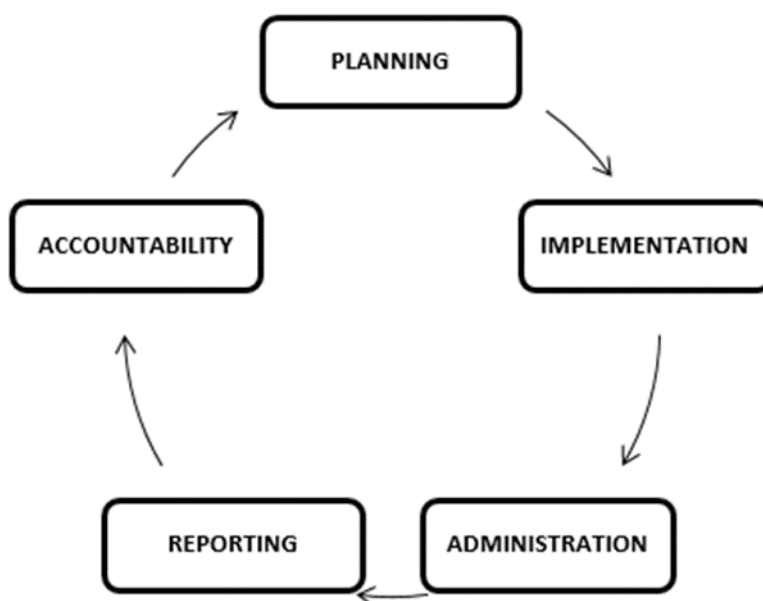 PLANNING
IMPLEMENTATION
ADMINISTRATION
REPORTING
ACCOUNTABILITY